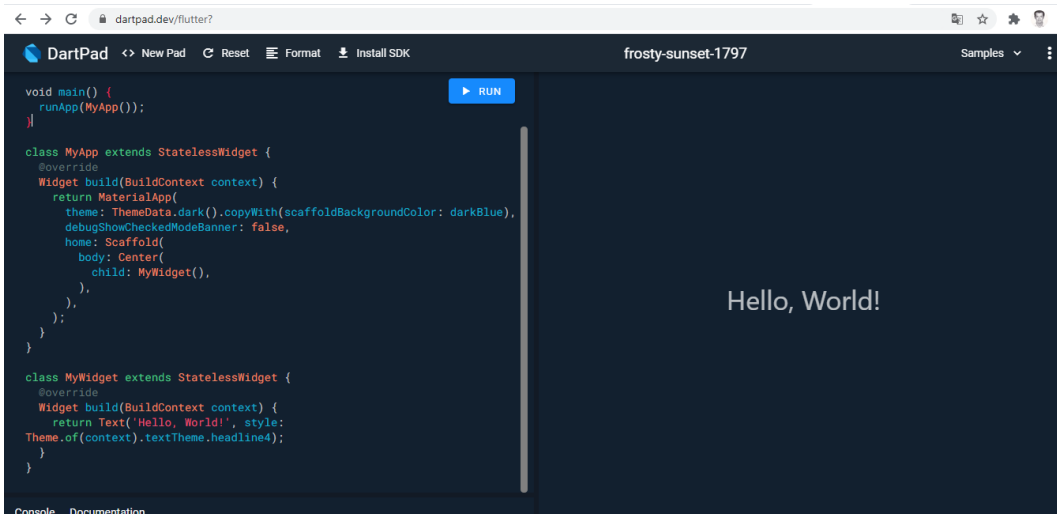 dartpad.dev/flutter?
DartPad <> New Pad Reset Format Install SDK frosty-sunset-1797 Samples
RUN
void main() {
  runApp(MyApp());
}
class MyApp extends StatelessWidget {
  @override
  Widget build(BuildContext context) {
    return MaterialApp(
      theme: ThemeData.dark().copyWith(scaffoldBackgroundColor: darkBlue),
      debugShowCheckedModeBanner: false,
      home: Scaffold(
        body: Center(
          child: MyWidget(),
        ),
      ),
    );
  }
}
class MyWidget extends StatelessWidget {
  @override
  Widget build(BuildContext context) {
    return Text('Hello, World!', style:
Theme.of(context).textTheme.headline4);
  }
}
Hello, World!
Console Documentation